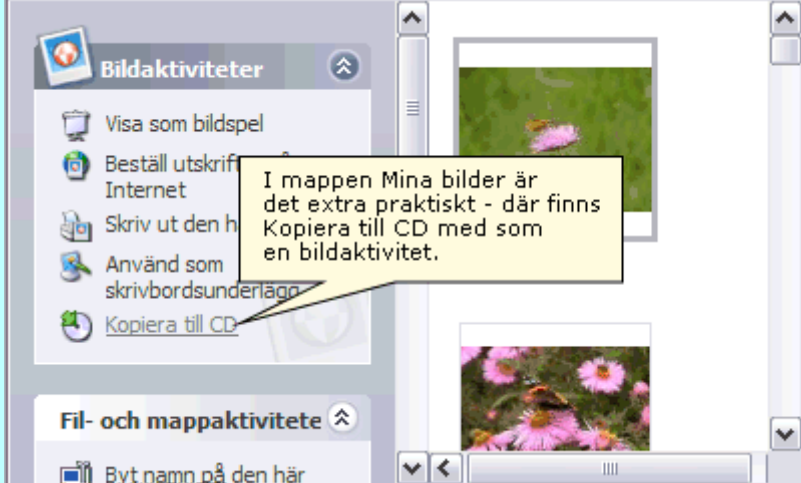 Bildaktiviteter
Visa som bildspel
Beställ utskrift
Internet
Skriv ut den h
Använd som
skrivbordsunderlägg
Kopiera till CD
I mappen Mina bilder är
det extra praktiskt - där finns
Kopiera till CD med som
en bildaktivitet.
Fil- och mappaktivitete
Byt namn på den här